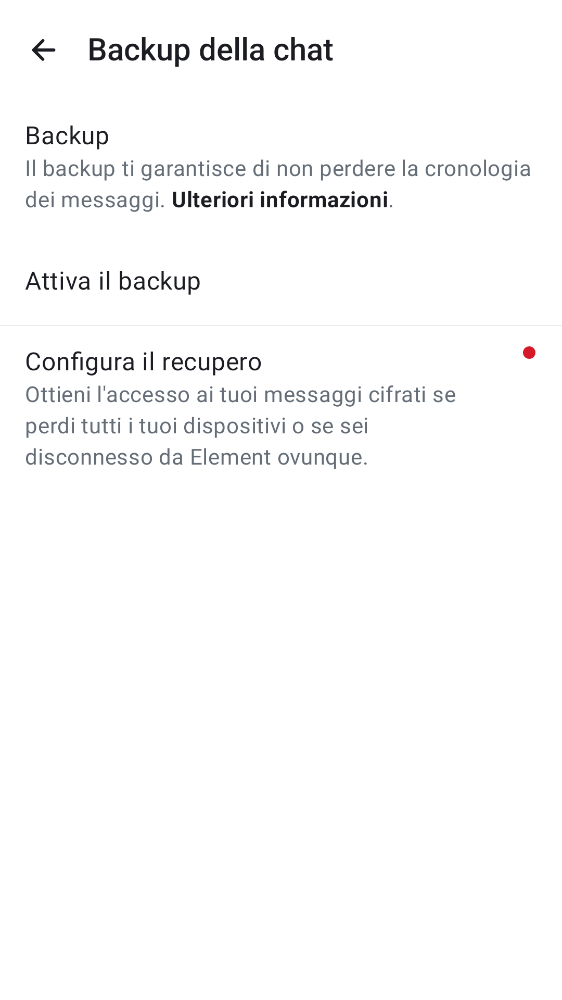 Backup della chat
Backup
Il backup ti garantisce di non perdere la cronologia
dei messaggi. Ulteriori informazioni.
Attiva il backup
Configura il recupero
Ottieni l'accesso ai tuoi messaggi cifrati se
perdi tutti i tuoi dispositivi o se sei
disconnesso da Element ovunque.